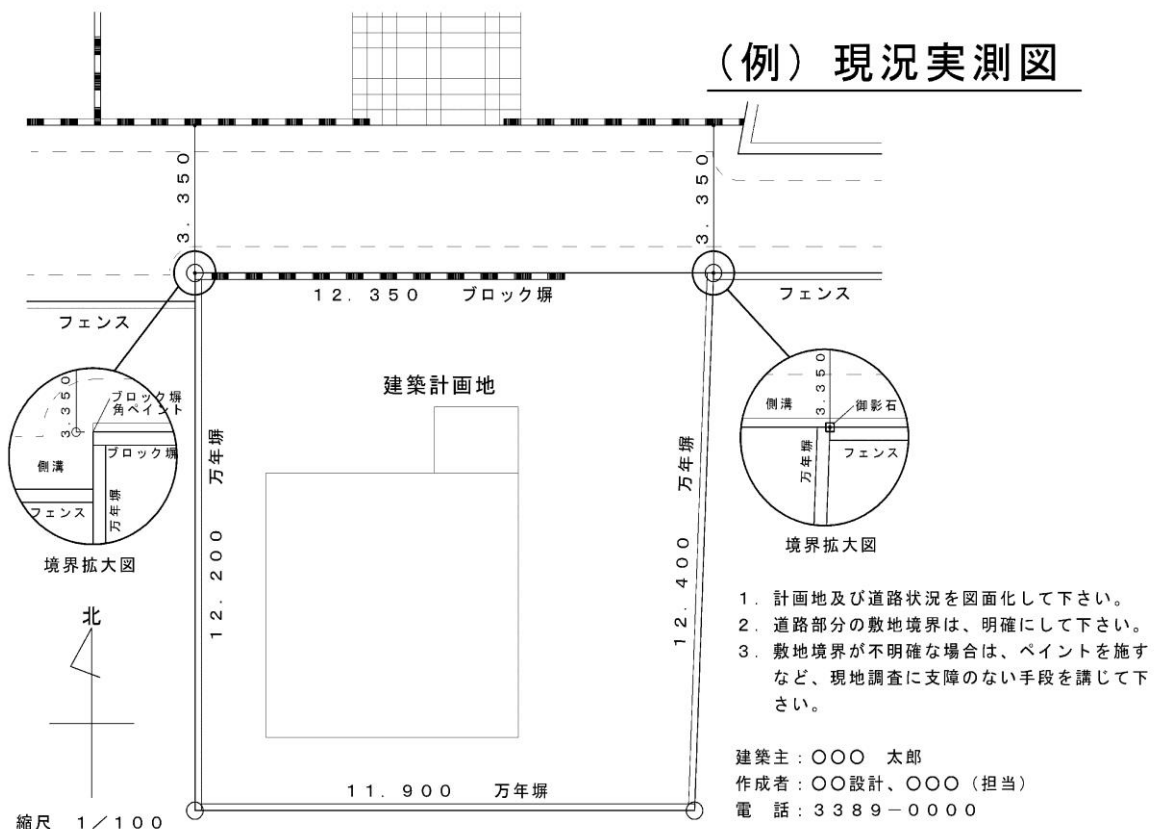 （例）現況実測図
3．350
3．350
12．350　ブロック塀
フェンス
フェンス
建築計画地
3．350
ブロック塀
角ペイント
ブロック塀
側溝
フェンス
万年塀
境界拡大図
3．350
側溝
御影石
フェンス
万年塀
境界拡大図
12．200　万年塀
12．400　万年塀
11．900　万年塀
北
縮尺　1／100
1．計画地及び道路状況を図面化して下さい。
2．道路部分の敷地境界は、明確にして下さい。
3．敷地境界が不明確な場合は、ペイントを施す
など、現地調査に支障のない手段を講じて下
さい。
建築主：〇〇〇　太郎
作成者：〇〇設計、〇〇〇（担当）
電　話：3389－0000